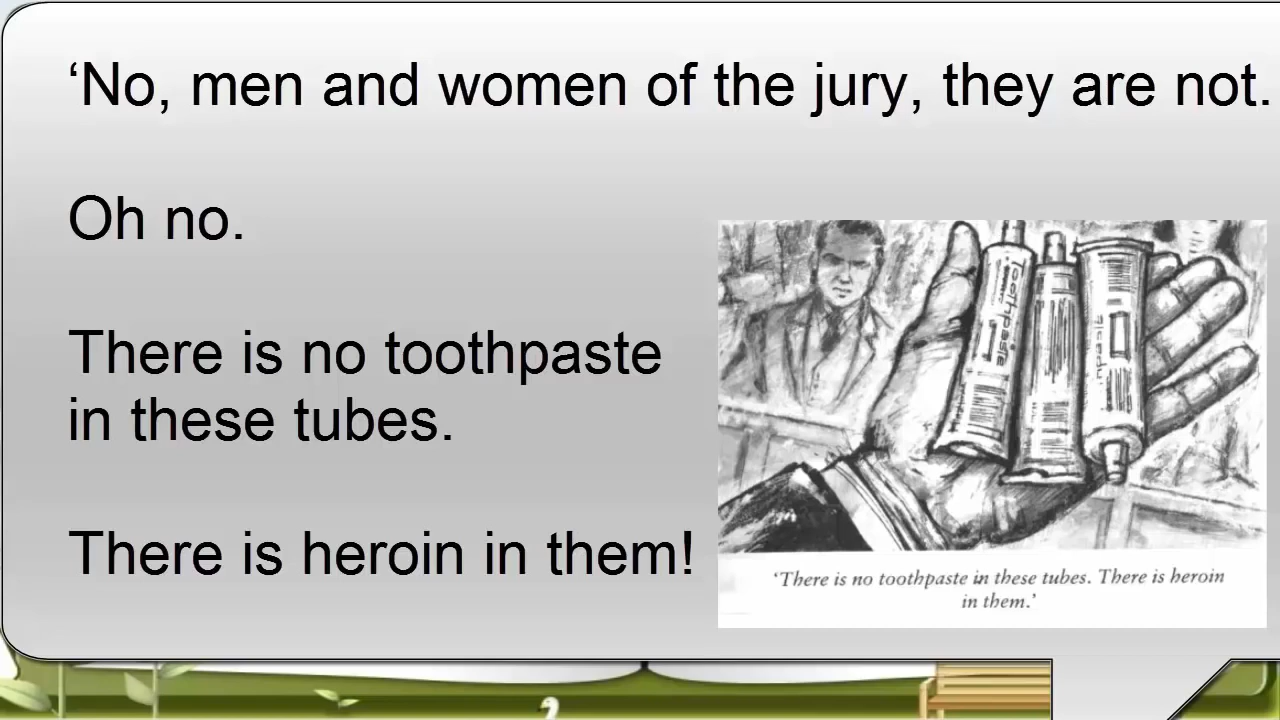 ‘No, men and women of the jury, they are not.
Oh no.
There is no toothpaste
in these tubes.
There is heroin in them!
Toothpaste
‘There is no toothpaste in these tubes. There is heroin
in them.’